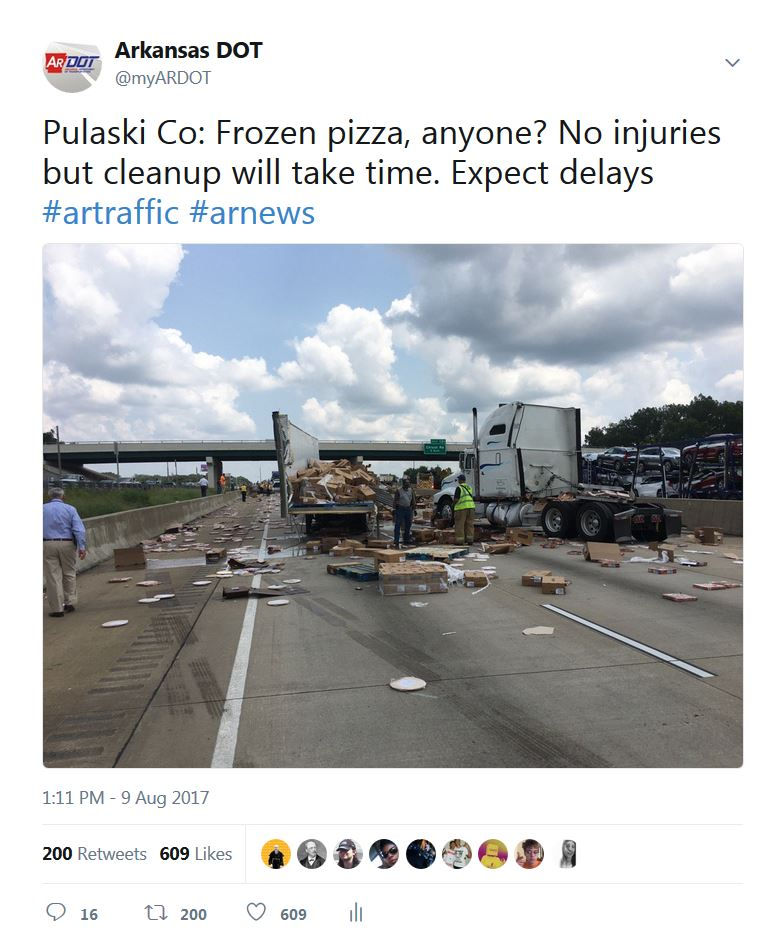 Arkansas DOT
@myARDOT
ARDOT
Pulaski Co: Frozen pizza, anyone? No injuries
but cleanup will take time. Expect delays
#artraffic #arnews
1:11 PM - 9 Aug 2017
200 Retweets 609 Likes
16 200 609